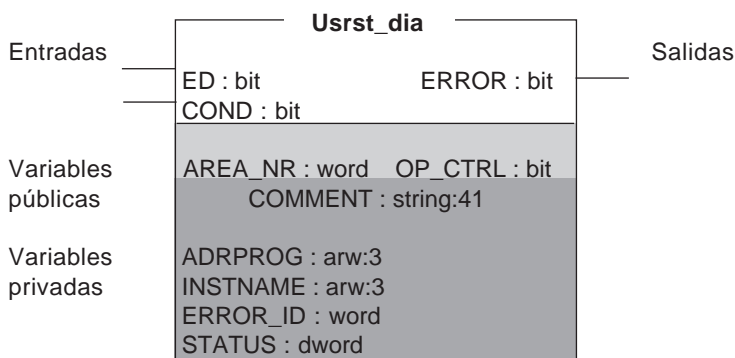 Usrst_dia
Entradas
Salidas
ED : bit ERROR : bit
COND : bit
Variables públicas
AREA_NR : word OP_CTRL : bit
COMMENT : string:41
Variables privadas
ADRPROG : arw:3
INSTNAME : arw:3
ERROR_ID : word
STATUS : dword